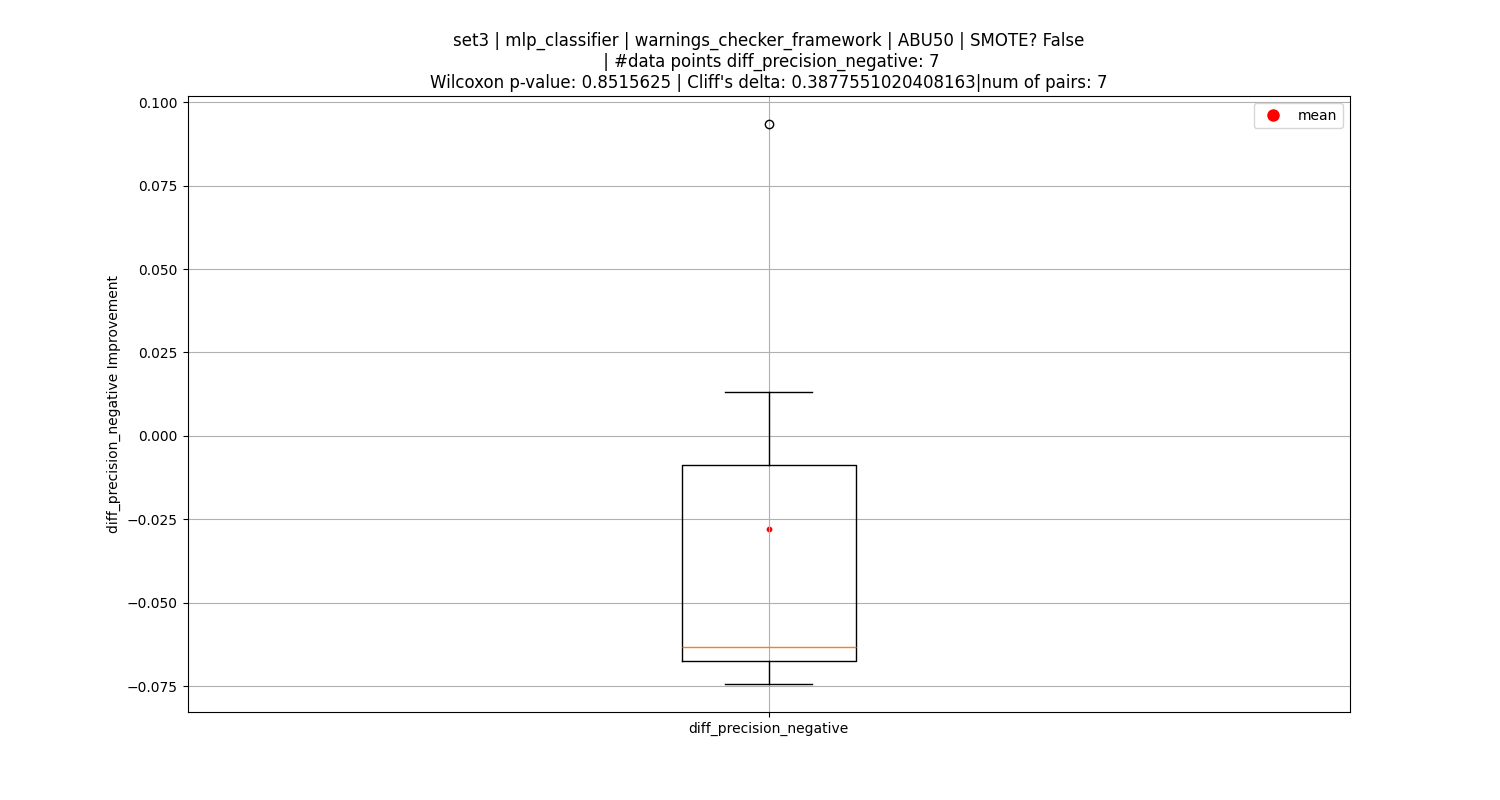 set3 | mlp_classifier | warnings_checker_framework | ABU50 | SMOTE? False
| #data points diff_precision_negative: 7
Wilcoxon p-value: 0.8515625 | Cliff's delta: 0.3877551020408163|num of pairs: 7
mean
0.100
0.075
0.050
0.025
0.000
−0.025
−0.050
−0.075
diff_precision_negative Improvement
diff_precision_negative